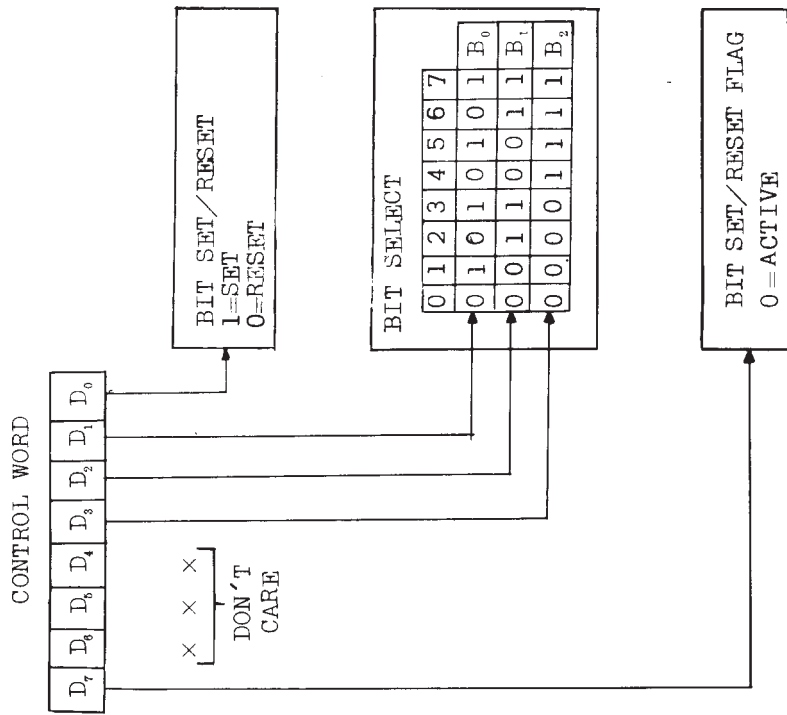 CONTROL WORD
D₇ D₆ D₅ D₄ D₃ D₂ D₁ D₀
× × ×
DON'T
CARE
BIT SET/RESET
1=SET
0=RESET
BIT SELECT
0 1 2 3 4 5 6 7
0 1 0 1 0 1 0 1 B₀
0 0 1 1 0 0 1 1 B₁
0 0 0 0 1 1 1 1 B₂
BIT SET/RESET FLAG
0=ACTIVE